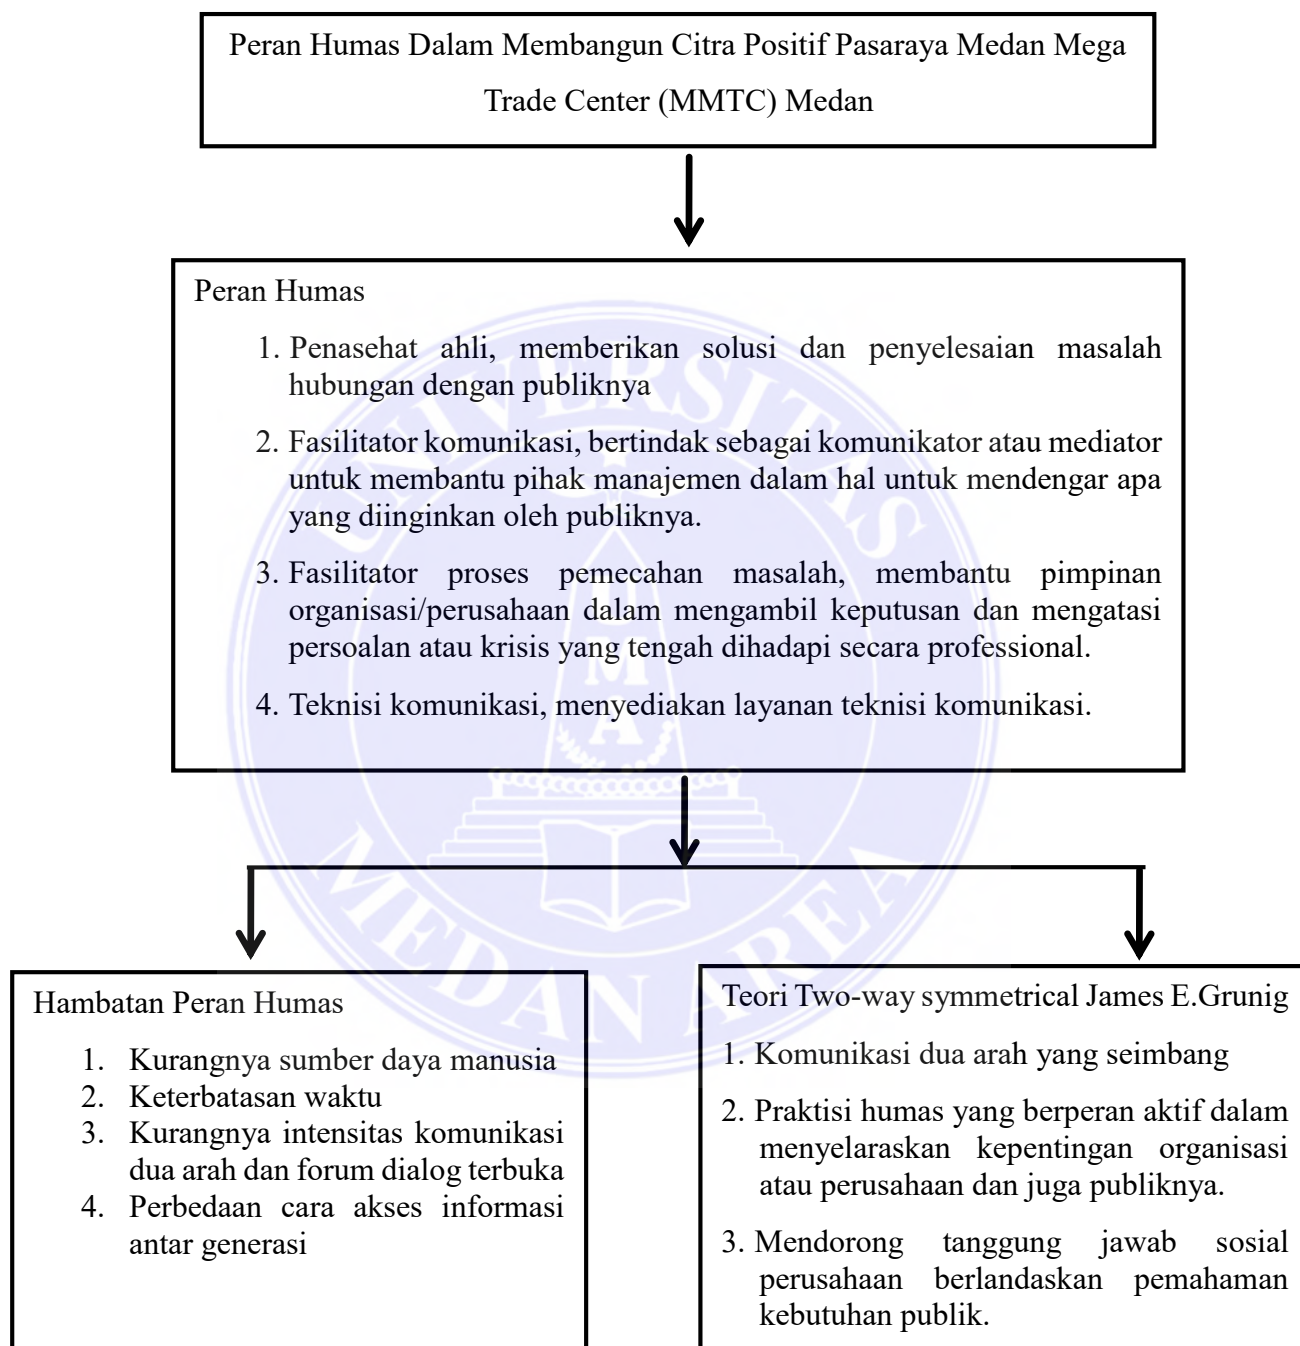 Peran Humas Dalam Membangun Citra Positif Pasaraya Medan Mega
Trade Center (MMTC) Medan
Peran Humas
1. Penasehat ahli, memberikan solusi dan penyelesaian masalah
hubungan dengan publiknya
2. Fasilitator komunikasi, bertindak sebagai komunikator atau mediator
untuk membantu pihak manajemen dalam hal untuk mendengar apa
yang diinginkan oleh publiknya.
3. Fasilitator proses pemecahan masalah, membantu pimpinan
organisasi/perusahaan dalam mengambil keputusan dan mengatasi
persoalan atau krisis yang tengah dihadapi secara professional.
4. Teknisi komunikasi, menyediakan layanan teknisi komunikasi.
Hambatan Peran Humas
1. Kurangnya sumber daya manusia
2. Keterbatasan waktu
3. Kurangnya intensitas komunikasi
dua arah dan forum dialog terbuka
4. Perbedaan cara akses informasi
antar generasi
Teori Two-way symmetrical James E.Grunig
1. Komunikasi dua arah yang seimbang
2. Praktisi humas yang berperan aktif dalam
menyelaraskan kepentingan organisasi
atau perusahaan dan juga publiknya.
3. Mendorong tanggung jawab sosial
perusahaan berlandaskan pemahaman
kebutuhan publik.
UNIVERSITAS
MEDAN AREA
U
M
A